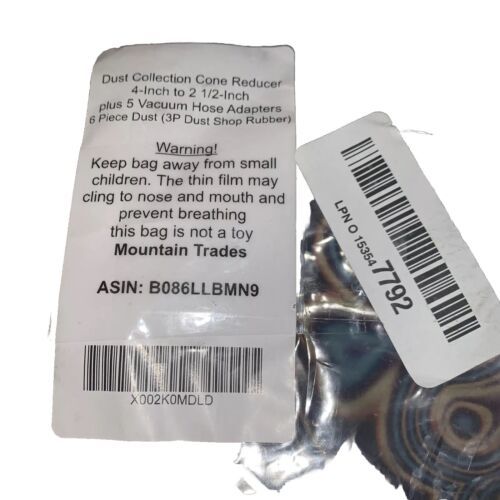 Dust Collection Cone Reducer
4-Inch to 2 1/2-Inch
plus 5 Vacuum Hose Adapters
6 Piece Dust (3P Dust Shop Rubber)
Warning!
Keep bag away from small
children. The thin film may
cling to nose and mouth and
prevent breathing
this bag is not a toy
Mountain Trades
ASIN: B086LLBMN9
X002K0MDLD
LPN O 15354 7792